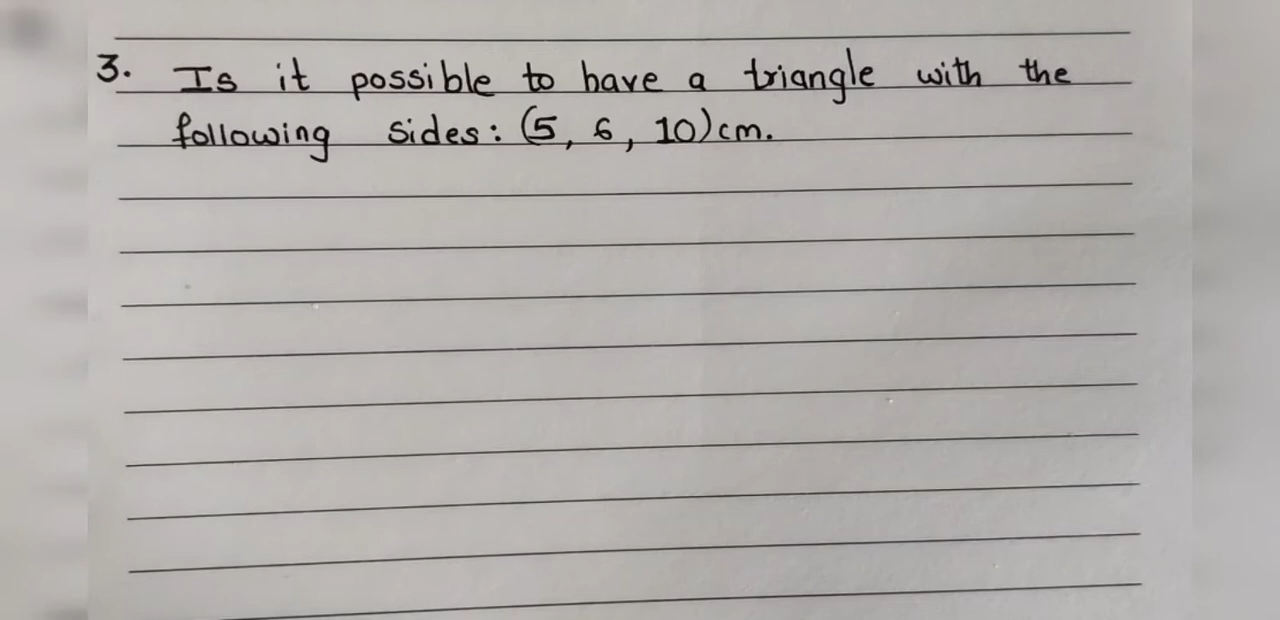 3. Is it possible to have a triangle with the
following sides: (5, 6, 10)cm.